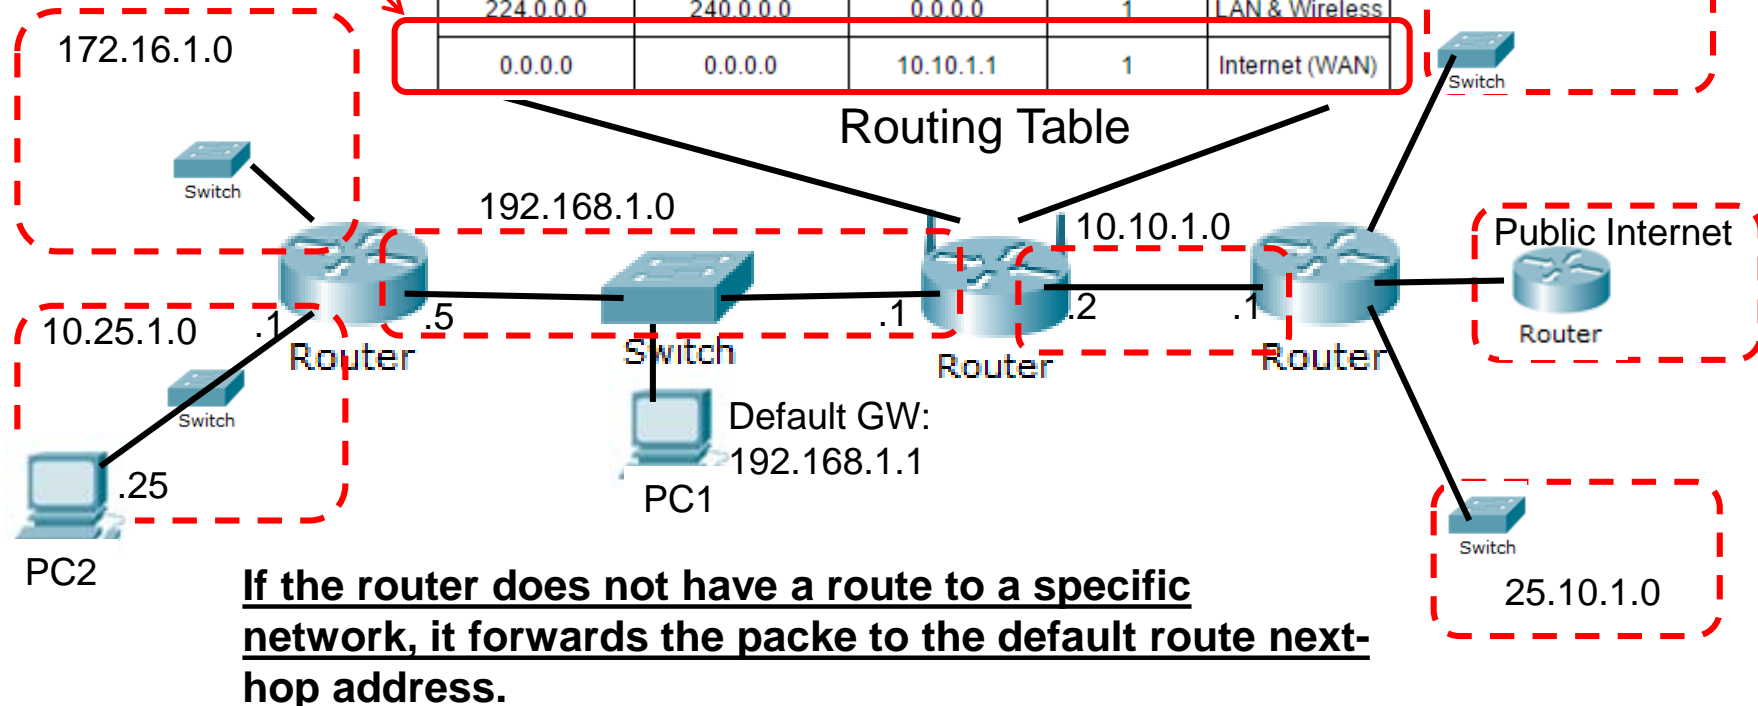 224.0.0.0 240.0.0.0 0.0.0.0 1 LAN & Wireless
0.0.0.0 0.0.0.0 10.10.1.1 1 Internet (WAN)
Routing Table
172.16.1.0
Switch
Switch
192.168.1.0
10.10.1.0
Public Internet
10.25.1.0
.1
.5
.1
.2
.1
Router
Switch
Router
Router
Router
Switch
Default GW:
192.168.1.1
.25
PC1
PC2
Switch
25.10.1.0
If the router does not have a route to a specific
network, it forwards the packe to the default route next-
hop address.